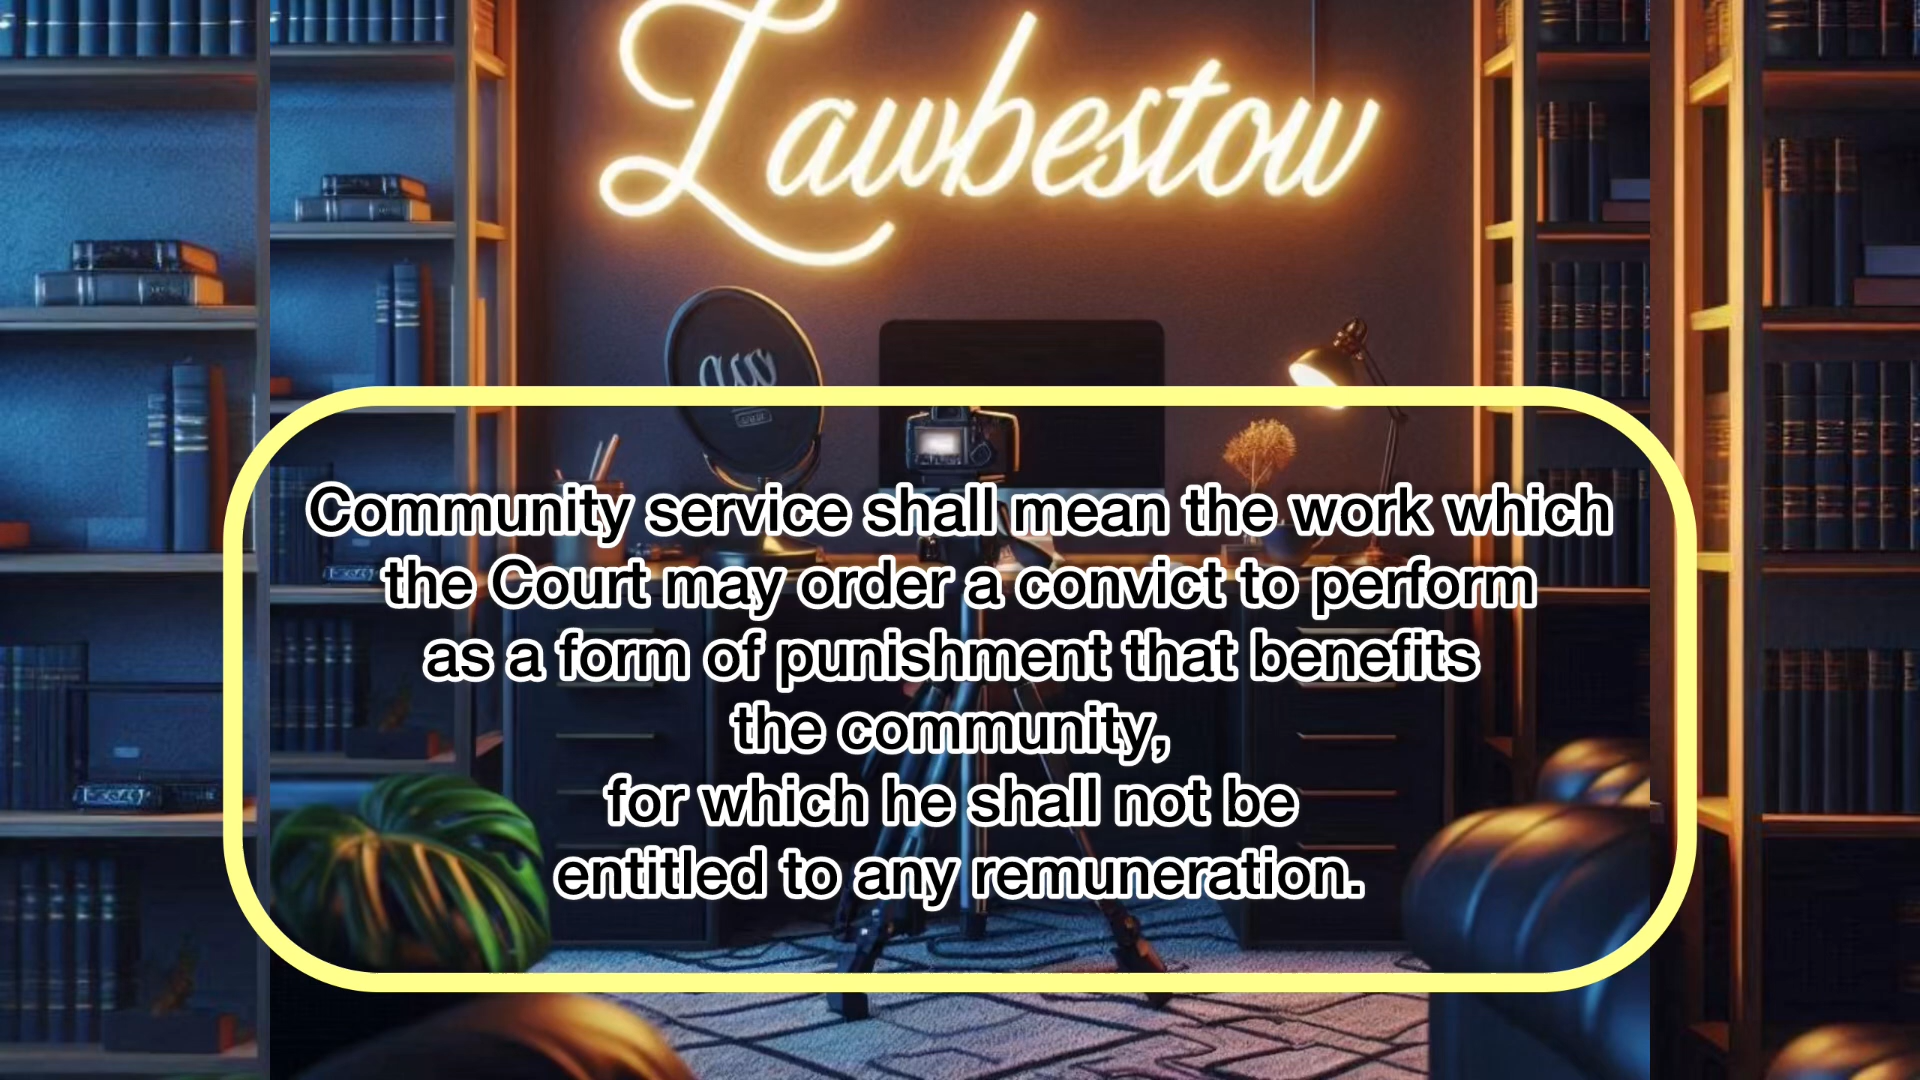 Lawbestow
Community service shall mean the work which
the Court may order a convict to perform
as a form of punishment that benefits
the community,
for which he shall not be
entitled to any remuneration.